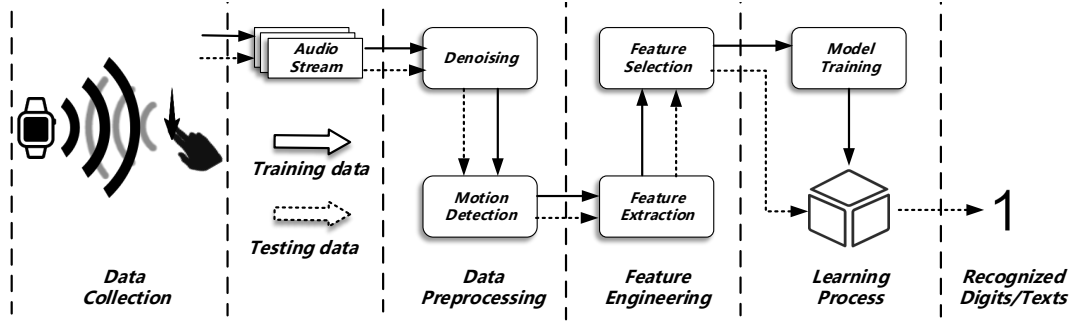 Audio
Stream
Denoising
Feature
Selection
Model
Training
Training data
Motion
Detection
Feature
Extraction
Testing data
1
Data
Collection
Data
Preprocessing
Feature
Engineering
Learning
Process
Recognized
Digits/Texts